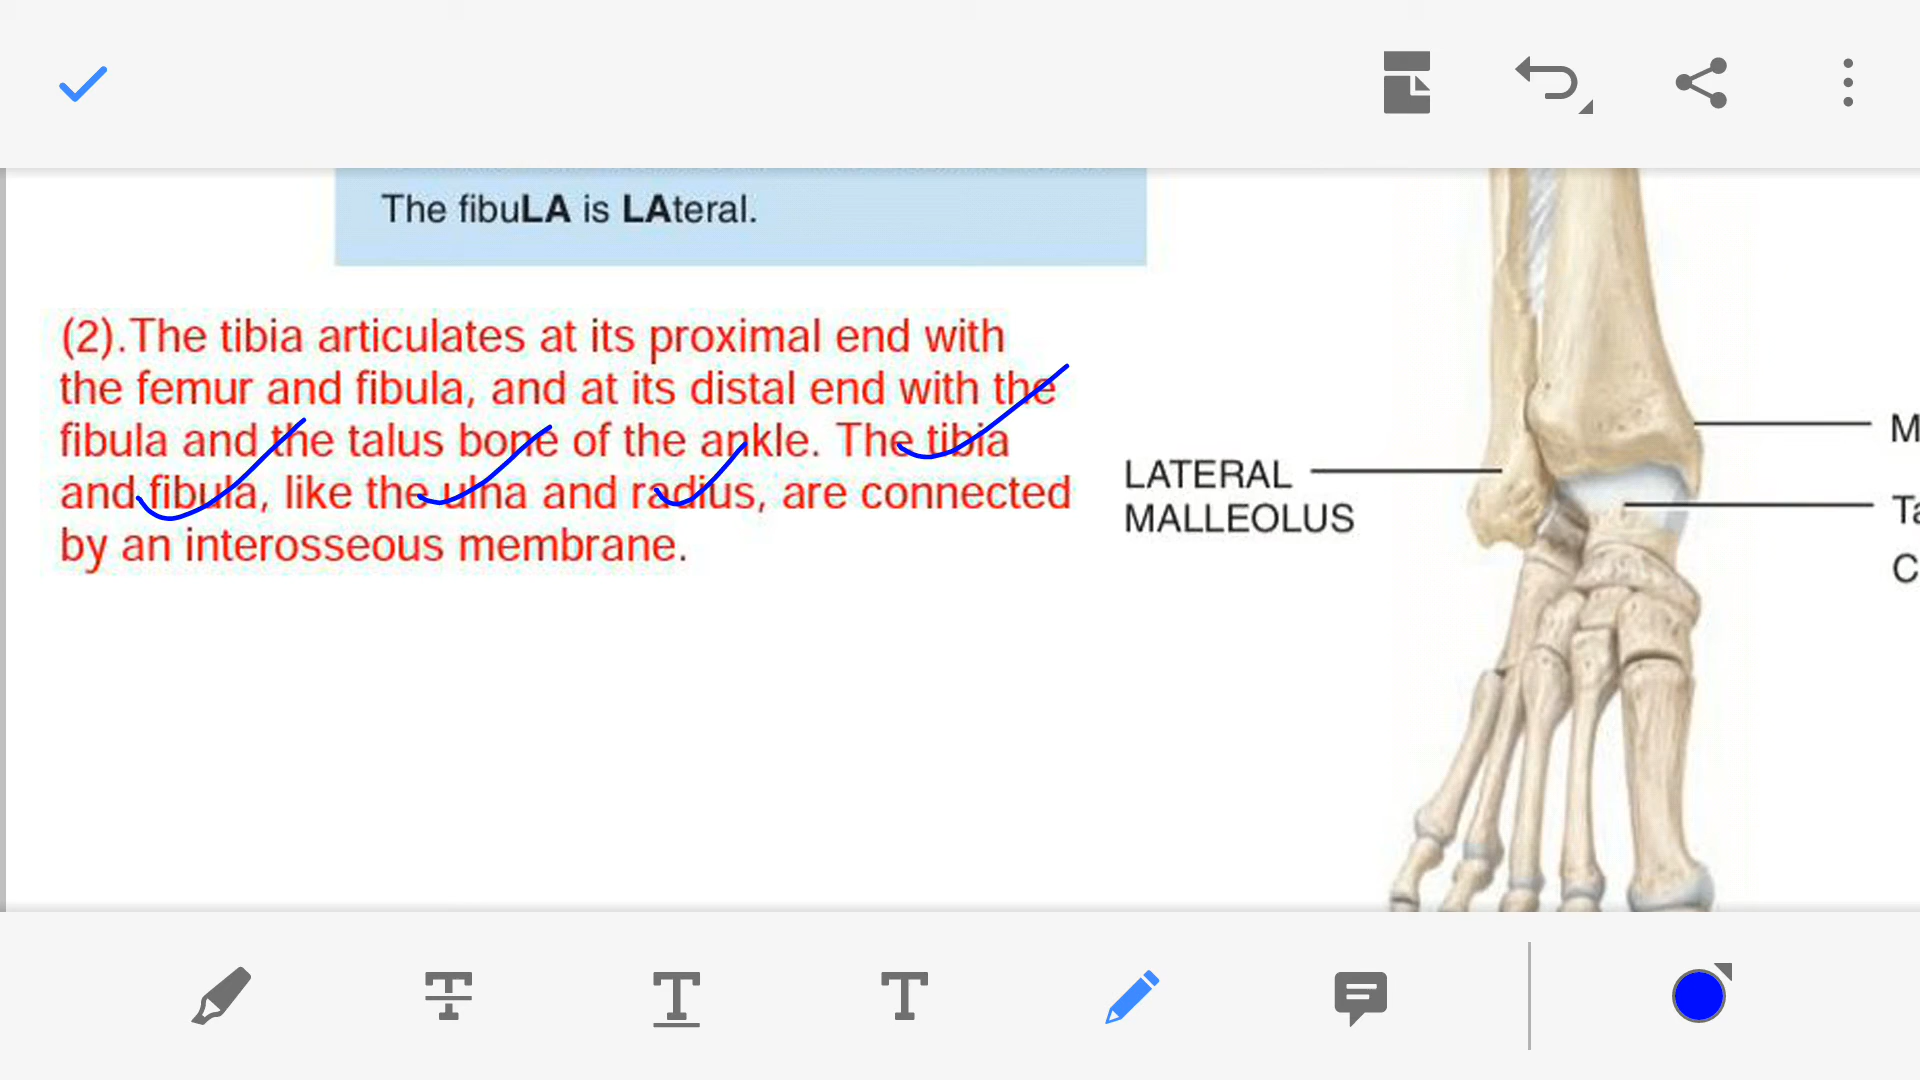 The fibuLA is LAteral.
(2).The tibia articulates at its proximal end with
the femur and fibula, and at its distal end with the
fibula and the talus bone of the ankle. The tibia
and fibula, like the ulna and radius, are connected
by an interosseous membrane.
LATERAL
MALLEOLUS
M
Ta
C